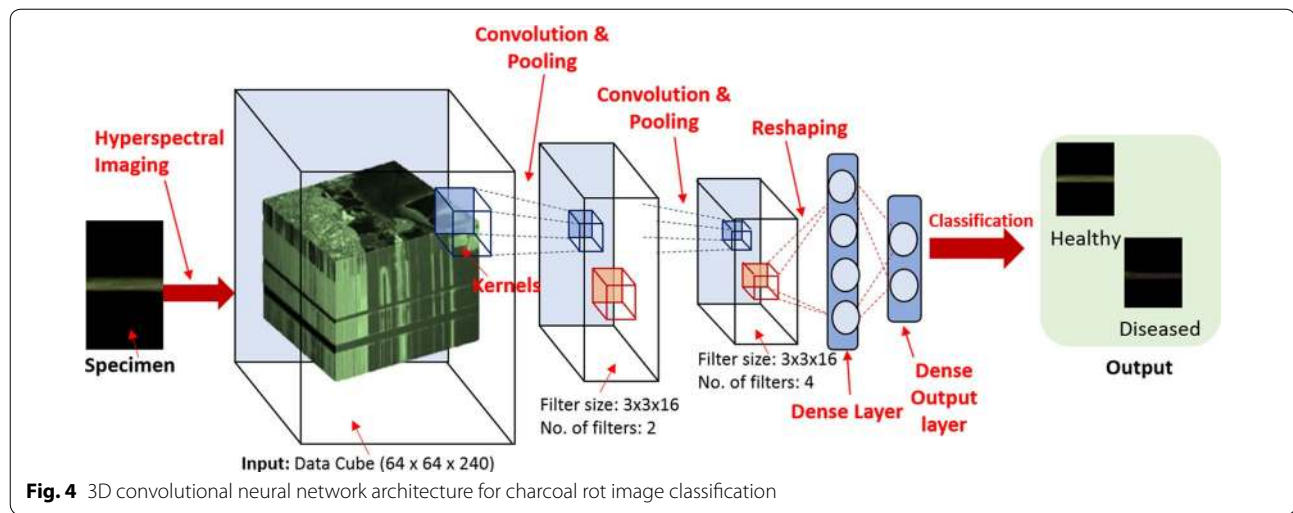 Convolution &
Pooling
Convolution &
Pooling
Hyperspectral
Imaging
Reshaping
Classification
Healthy
Kernels
Diseased
Specimen
Output
Filter size: 3x3x16
No. of filters: 4
Filter size: 3x3x16
No. of filters: 2
Dense Layer
Dense
Output
layer
Input: Data Cube (64 x 64 x 240)
Fig. 4 3D convolutional neural network architecture for charcoal rot image classification